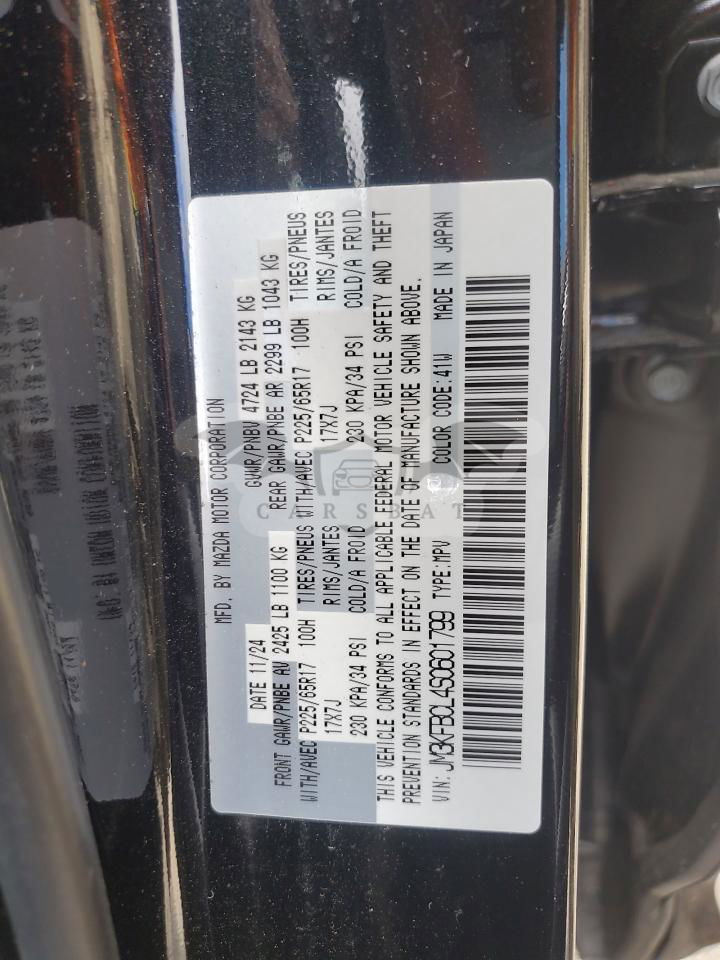 MFD. BY MAZDA MOTOR CORPORATION
DATE 11/24 GVWR/PNBV 4724 LB 2143 KG
FRONT GAWR/PNBE AV 2425 LB 1100 KG REAR GAWR/PNBE AR 2299 LB 1043 KG
WITH/AVEC P225/65R17 100H TIRES/PNEUS WITH/AVEC P225/65R17 100H TIRES/PNEUS
17X7J RIMS/JANTES 17X7J RIMS/JANTES
230 KPA/34 PSI COLD/A FROID 230 KPA/34 PSI COLD/A FROID
THIS VEHICLE CONFORMS TO ALL APPLICABLE FEDERAL MOTOR VEHICLE SAFETY AND THEFT
PREVENTION STANDARDS IN EFFECT ON THE DATE OF MANUFACTURE SHOWN ABOVE.
VIN: JM3KFBCL4S0601799 TYPE: MPV COLOR CODE: 41W MADE IN JAPAN
CARSBAT